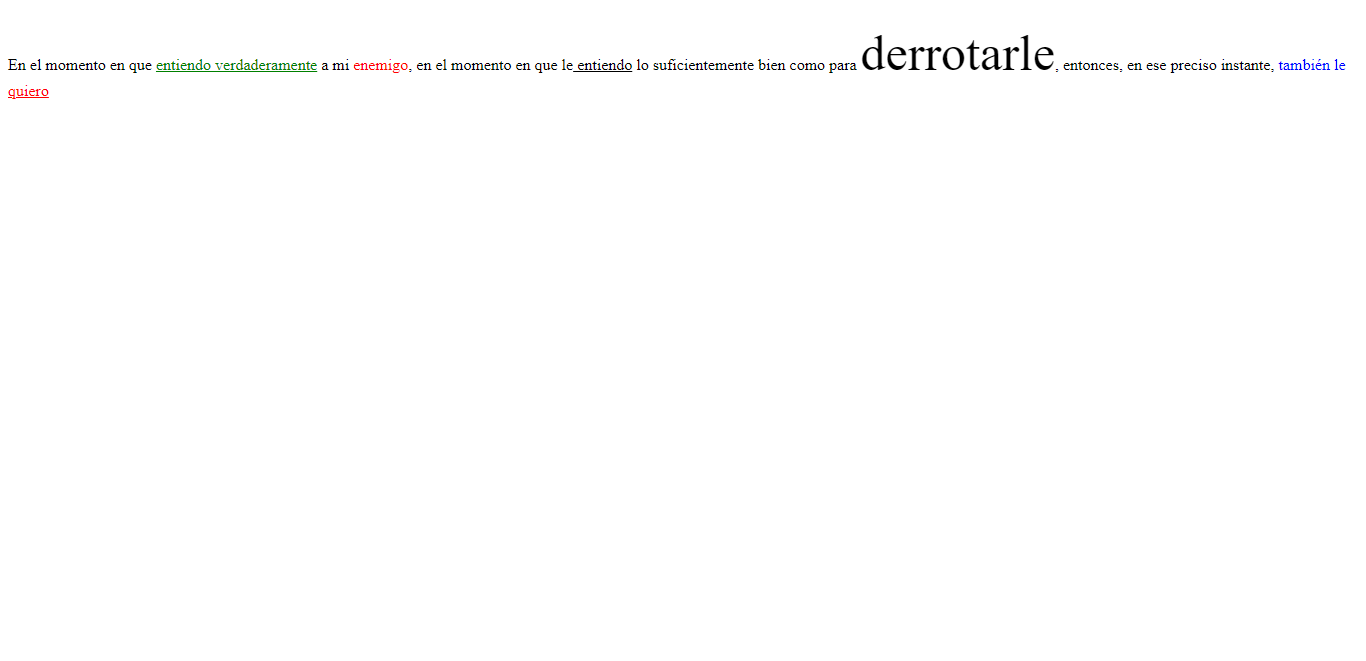 En el momento en que entiendo verdaderamente a mi enemigo, en el momento en que le entiendo lo suficientemente bien como para derrotarle, entonces, en ese preciso instante, también le
quiero